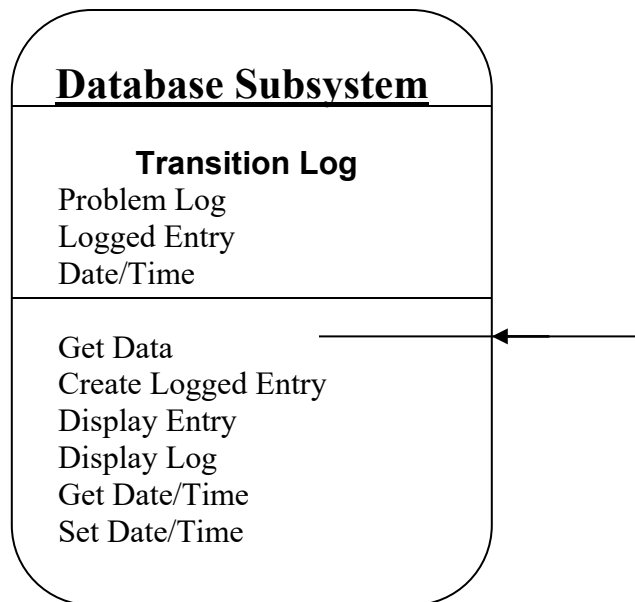 Database Subsystem
Transition Log
Problem Log
Logged Entry
Date/Time
Get Data
Create Logged Entry
Display Entry
Display Log
Get Date/Time
Set Date/Time